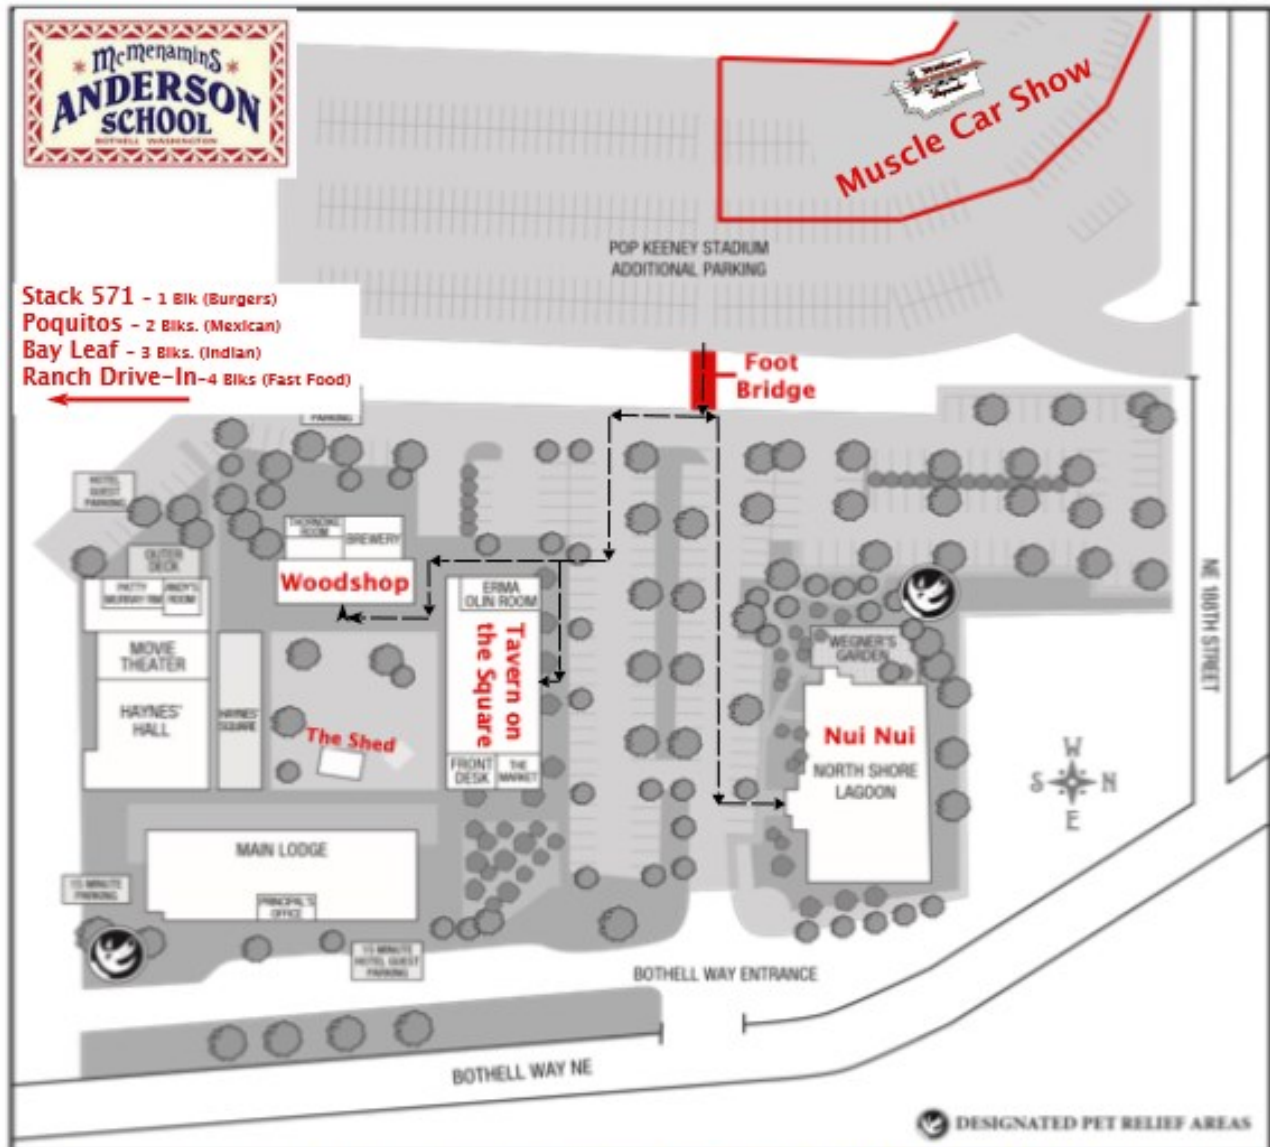 McMenamins
ANDERSON
SCHOOL
BOTHELL WASHINGTON
Muscle Car Show
POP KEENEY STADIUM
ADDITIONAL PARKING
Stack 571 - 1 Blk (Burgers)
Poquitos - 2 Blks. (Mexican)
Bay Leaf - 3 Blks. (Indian)
Ranch Drive-In-4 Blks (Fast Food)
Foot
Bridge
PARKING
HOTEL
GUEST
PARKING
THORNDIKE
ROOM
BREWERY
OUTER
DECK
Woodshop
PATTY
MURRAY RM
ANDY'S
ROOM
ERMA
OLIN ROOM
NE 188TH STREET
MOVIE
THEATER
Tavern on
the Square
WEGNER'S
GARDEN
HAYNES'
HALL
HAYNES'
SQUARE
The Shed
Nui Nui
NORTH SHORE
LAGOON
FRONT
DESK
THE
MARKET
W
S N
E
MAIN LODGE
15 MINUTE
PARKING
PRINCIPAL'S
OFFICE
15 MINUTE
HOTEL GUEST
PARKING
BOTHELL WAY ENTRANCE
BOTHELL WAY NE
DESIGNATED PET RELIEF AREAS